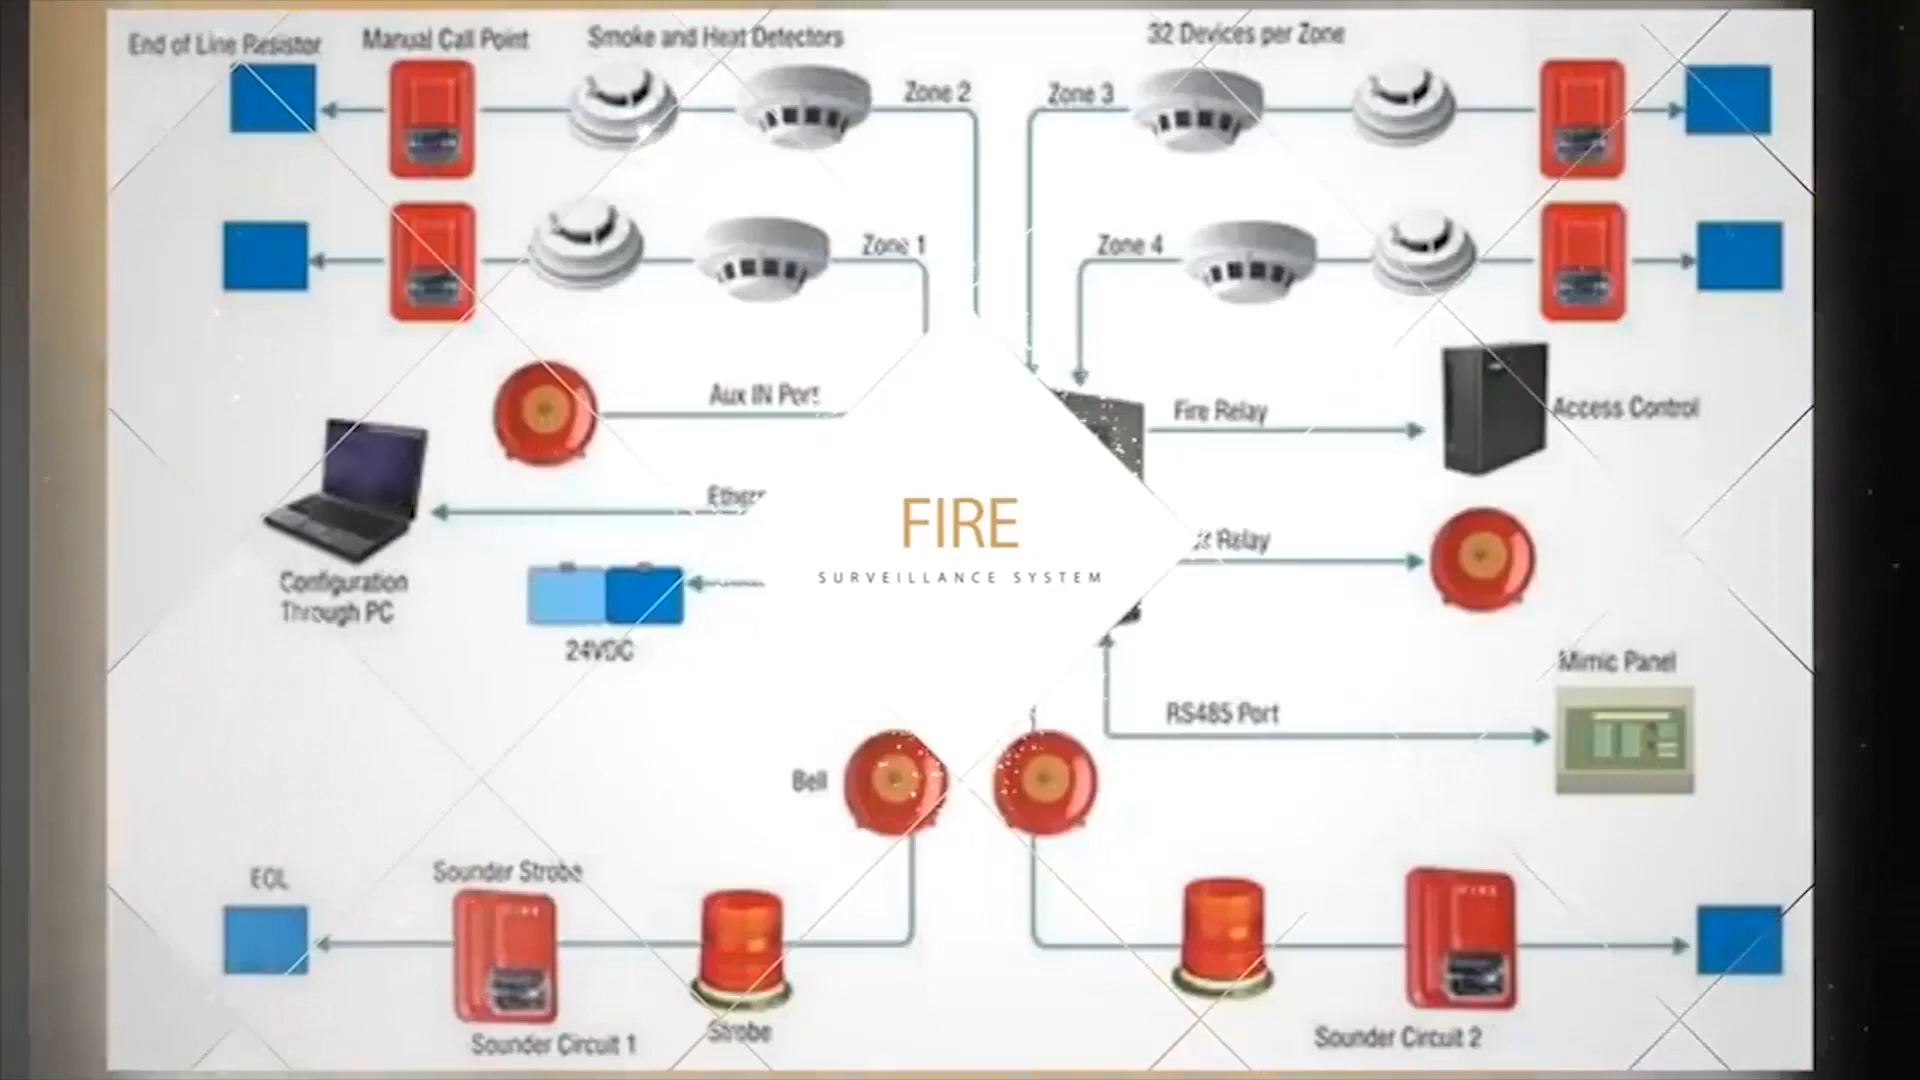 End of Line Resistor
Manual Call Point
Smoke and Heat Detectors
32 Devices per Zone
Zone 2
Zone 3
Zone 1
Zone 4
Aux IN Port
Fire Relay
Access Control
Relay
FIRE
SURVEILLANCE SYSTEM
Configuration
Through PC
24VDC
Mimic Panel
RS485 Port
Bell
EOL
Sounder Strobe
FIRE
FIRE
Strobe
Sounder Circuit 1
Sounder Circuit 2